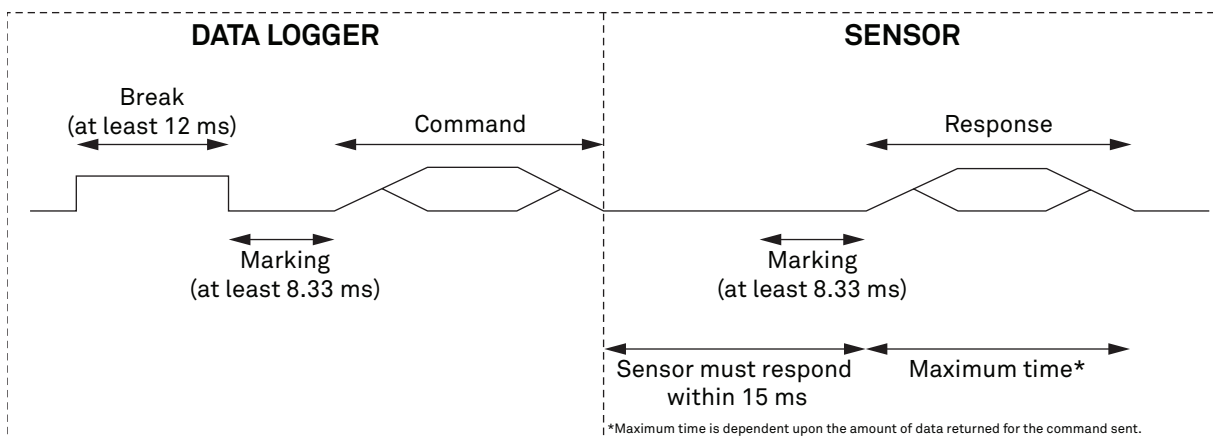 DATA LOGGER
SENSOR
Break
(at least 12 ms)
Command
Response
Marking
(at least 8.33 ms)
Marking
(at least 8.33 ms)
Sensor must respond
within 15 ms
Maximum time*
*Maximum time is dependent upon the amount of data returned for the command sent.